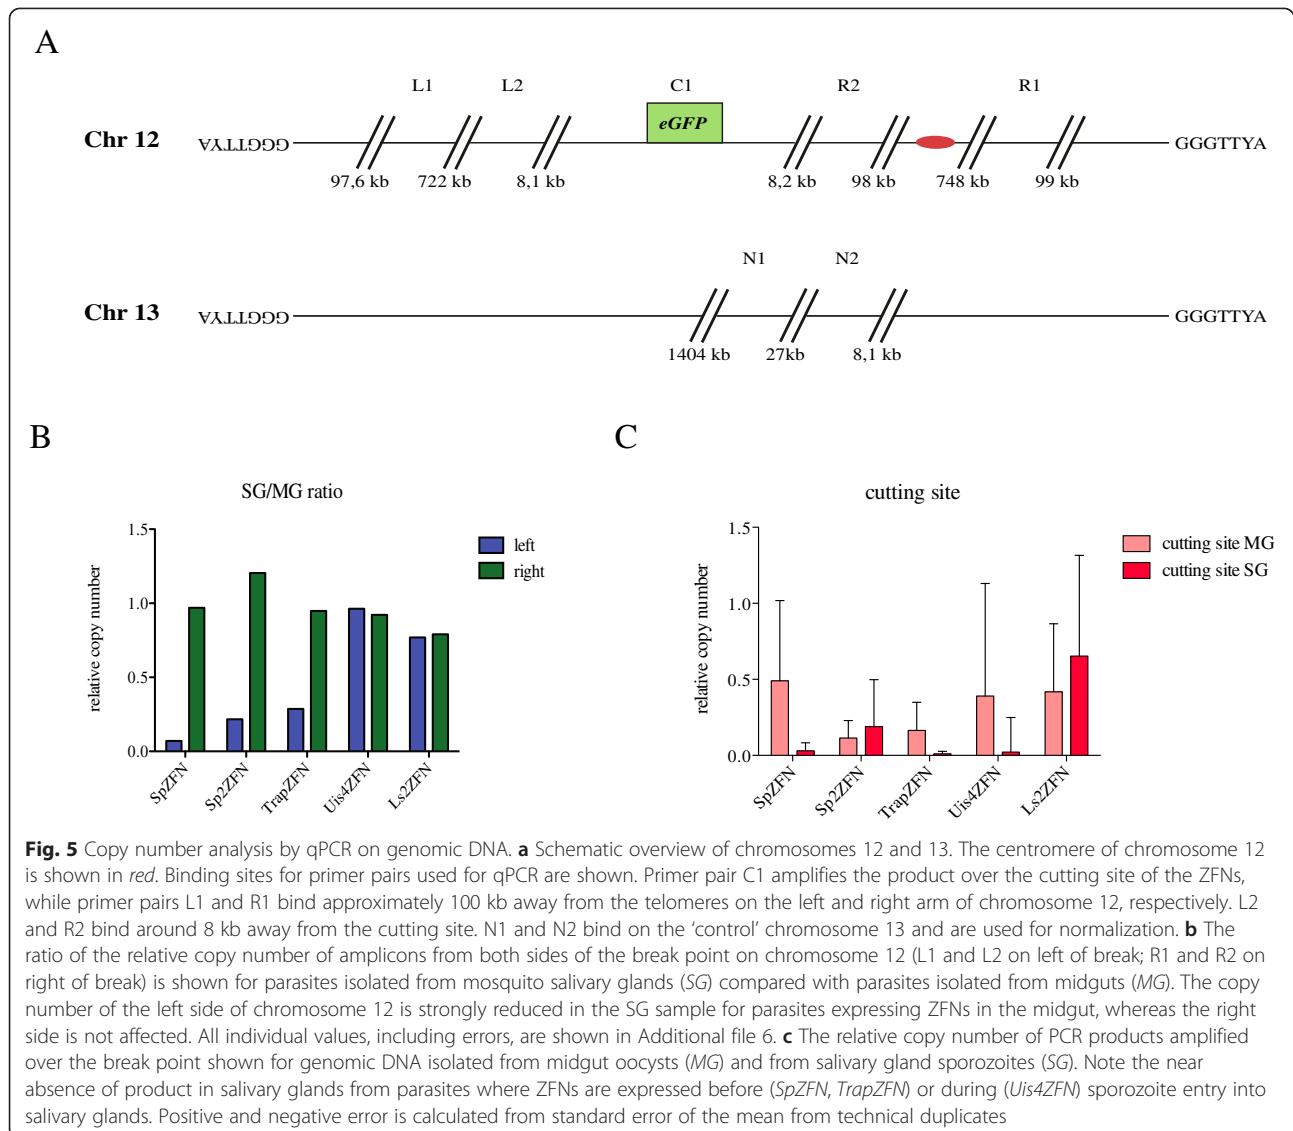 A
L1 L2 C1 R2 R1
eGFP
Chr 12 GGGTTYA GGGTTYA
97,6 kb 722 kb 8,1 kb 8,2 kb 98 kb 748 kb 99 kb
N1 N2
Chr 13 GGGTTYA GGGTTYA
1404 kb 27kb 8,1 kb
B
SG/MG ratio
left
right
relative copy number
1.5
1.0
0.5
0.0
SpZFN Sp2ZFN TrapZFN Uis4ZFN Ls2ZFN
C
cutting site
cutting site MG
cutting site SG
relative copy number
1.5
1.0
0.5
0.0
SpZFN Sp2ZFN TrapZFN Uis4ZFN Ls2ZFN
Fig. 5 Copy number analysis by qPCR on genomic DNA. a Schematic overview of chromosomes 12 and 13. The centromere of chromosome 12
is shown in red. Binding sites for primer pairs used for qPCR are shown. Primer pair C1 amplifies the product over the cutting site of the ZFNs,
while primer pairs L1 and R1 bind approximately 100 kb away from the telomeres on the left and right arm of chromosome 12, respectively. L2
and R2 bind around 8 kb away from the cutting site. N1 and N2 bind on the ‘control’ chromosome 13 and are used for normalization. b The
ratio of the relative copy number of amplicons from both sides of the break point on chromosome 12 (L1 and L2 on left of break; R1 and R2 on
right of break) is shown for parasites isolated from mosquito salivary glands (SG) compared with parasites isolated from midguts (MG). The copy
number of the left side of chromosome 12 is strongly reduced in the SG sample for parasites expressing ZFNs in the midgut, whereas the right
side is not affected. All individual values, including errors, are shown in Additional file 6. c The relative copy number of PCR products amplified
over the break point shown for genomic DNA isolated from midgut oocysts (MG) and from salivary gland sporozoites (SG). Note the near
absence of product in salivary glands from parasites where ZFNs are expressed before (SpZFN, TrapZFN) or during (Uis4ZFN) sporozoite entry into
salivary glands. Positive and negative error is calculated from standard error of the mean from technical duplicates